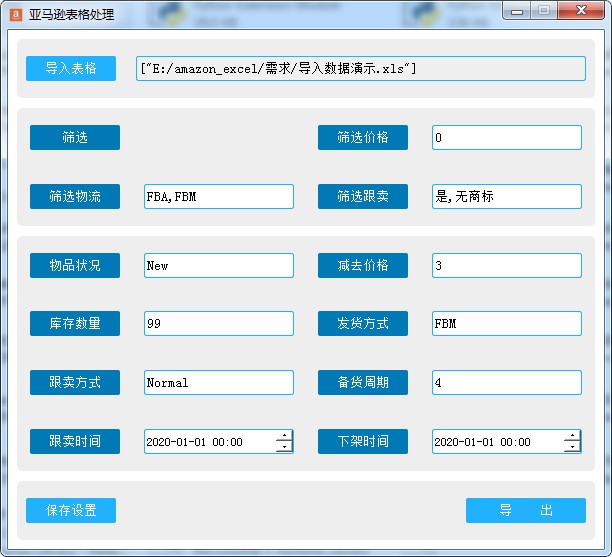 亚马逊表格处理
导入表格 ["E:/amazon_excel/需求/导入数据演示.xls"]
筛选 筛选价格 0
筛选物流 FBA,FBM 筛选跟卖 是,无商标
物品状况 New 减去价格 3
库存数量 99 发货方式 FBM
跟卖方式 Normal 备货周期 4
跟卖时间 2020-01-01 00:00 下架时间 2020-01-01 00:00
保存设置 导 出